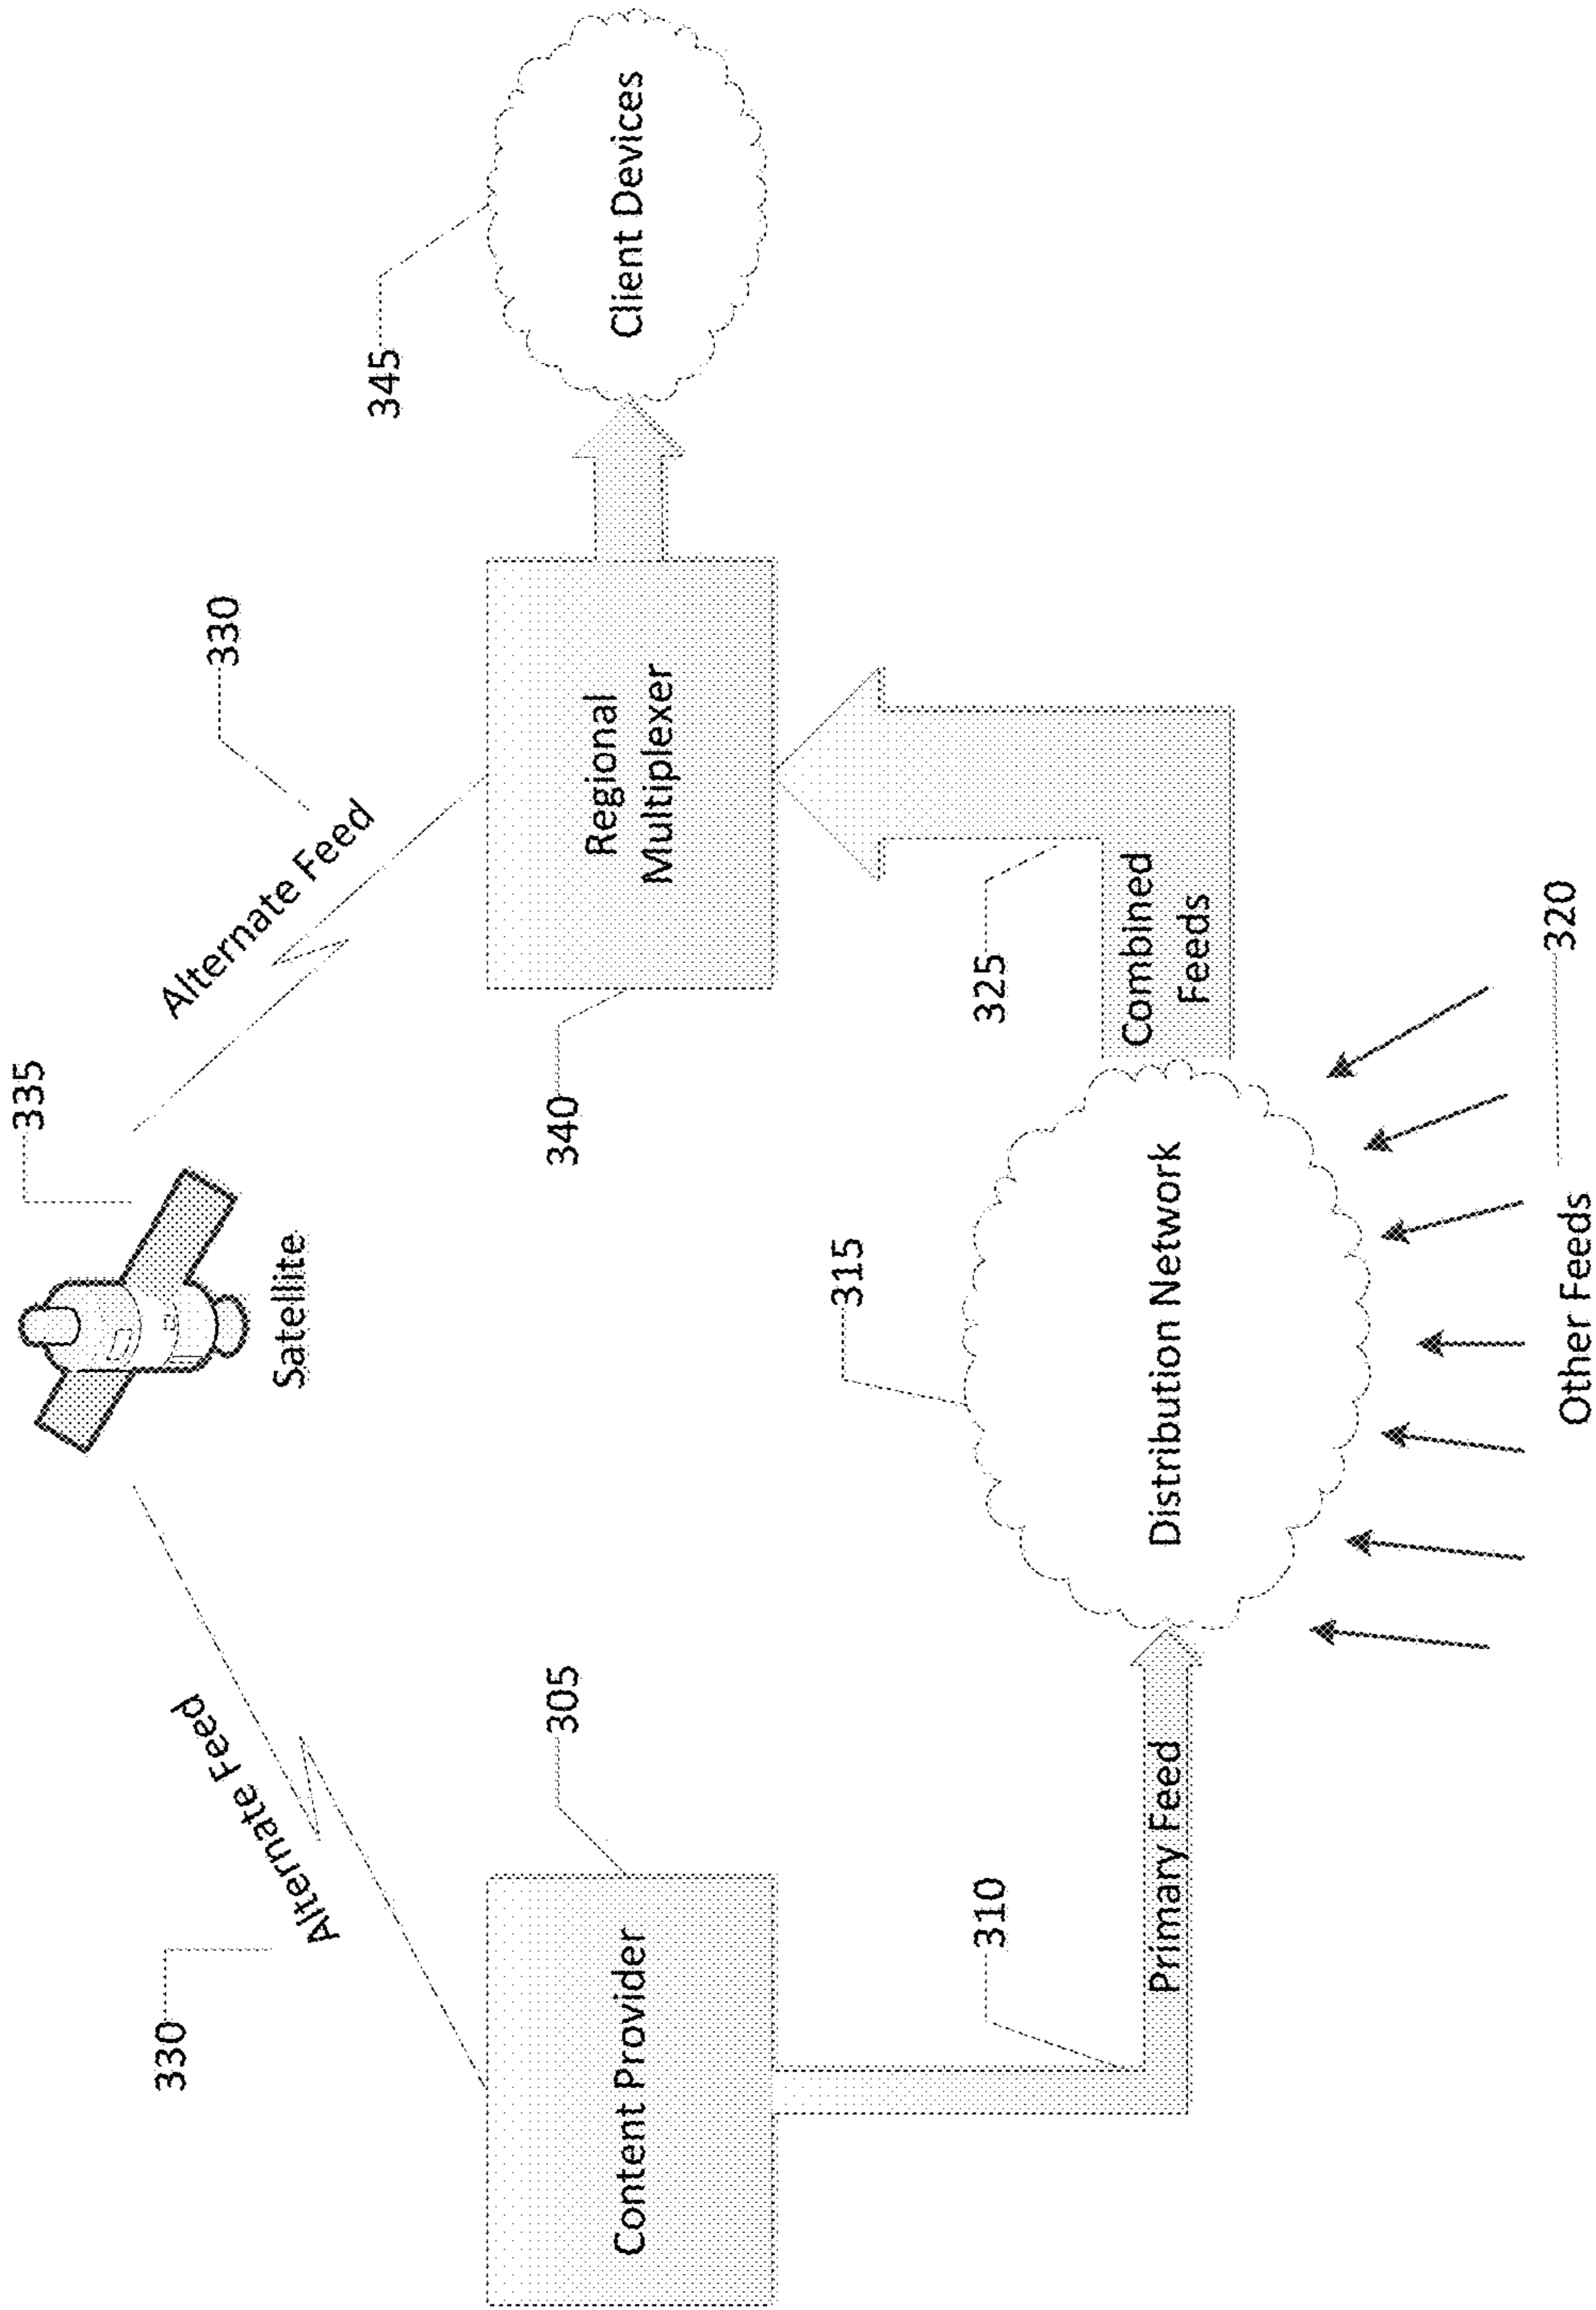 335
Satellite
330
Alternate Feed
Alternate Feed
330
305
Content Provider
340
Regional
Multiplexer
345
Client Devices
310
Primary Feed
315
Distribution Network
325
Combined
Feeds
Other Feeds
320